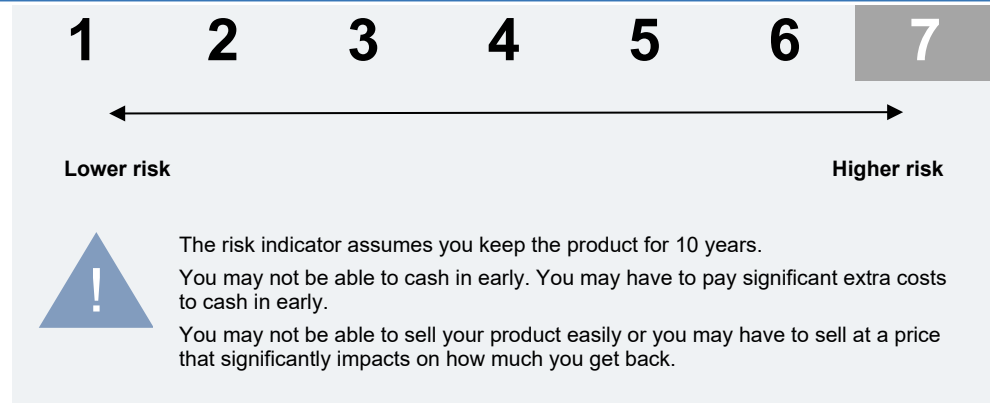 1 2 3 4 5 6 7
Lower risk Higher risk
!
The risk indicator assumes you keep the product for 10 years.
You may not be able to cash in early. You may have to pay significant extra costs
to cash in early.
You may not be able to sell your product easily or you may have to sell at a price
that significantly impacts on how much you get back.